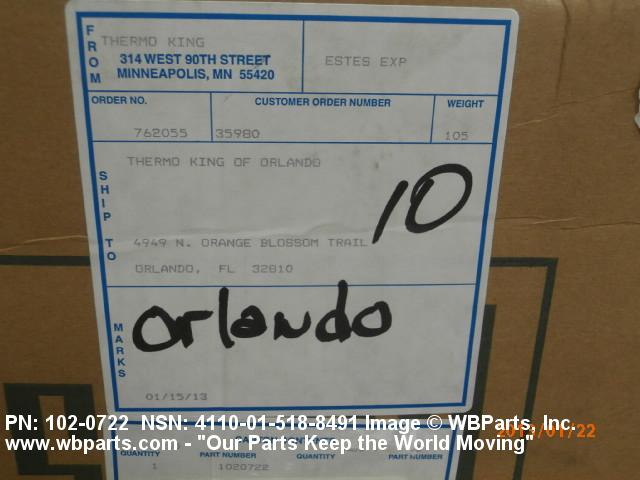 FROM
THERMO KING
314 WEST 90TH STREET
MINNEAPOLIS, MN 55420
ESTES EXP
ORDER NO.
762055
CUSTOMER ORDER NUMBER
35980
WEIGHT
105
SHIP TO
THERMO KING OF ORLANDO
10
4949 N. ORANGE BLOSSOM TRAIL
ORLANDO, FL 32810
MARKS
orlando
01/15/13
PN: 102-0722 NSN: 4110-01-518-8491 Image © WBParts, Inc.
www.wbparts.com - "Our Parts Keep the World Moving"
QUANTITY
1
PART NUMBER
1020722
QUANTITY
PART NUMBER